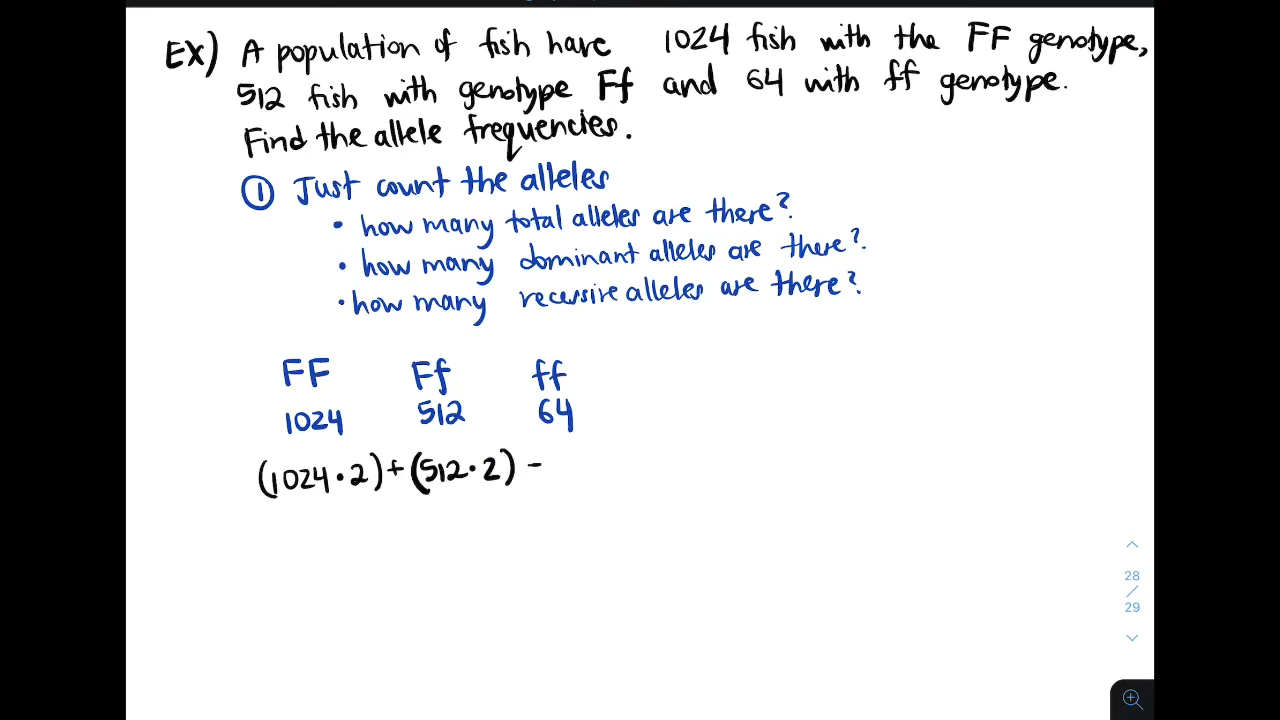 EX) A population of fish have 1024 fish with the FF genotype,
512 fish with genotype Ff and 64 with ff genotype.
Find the allele frequencies.
① Just count the alleles
• how many total alleles are there?
• how many dominant alleles are there?
• how many recessive alleles are there?
FF Ff ff
1024 512 64
(1024 • 2) + (512 • 2) -
28
/
29